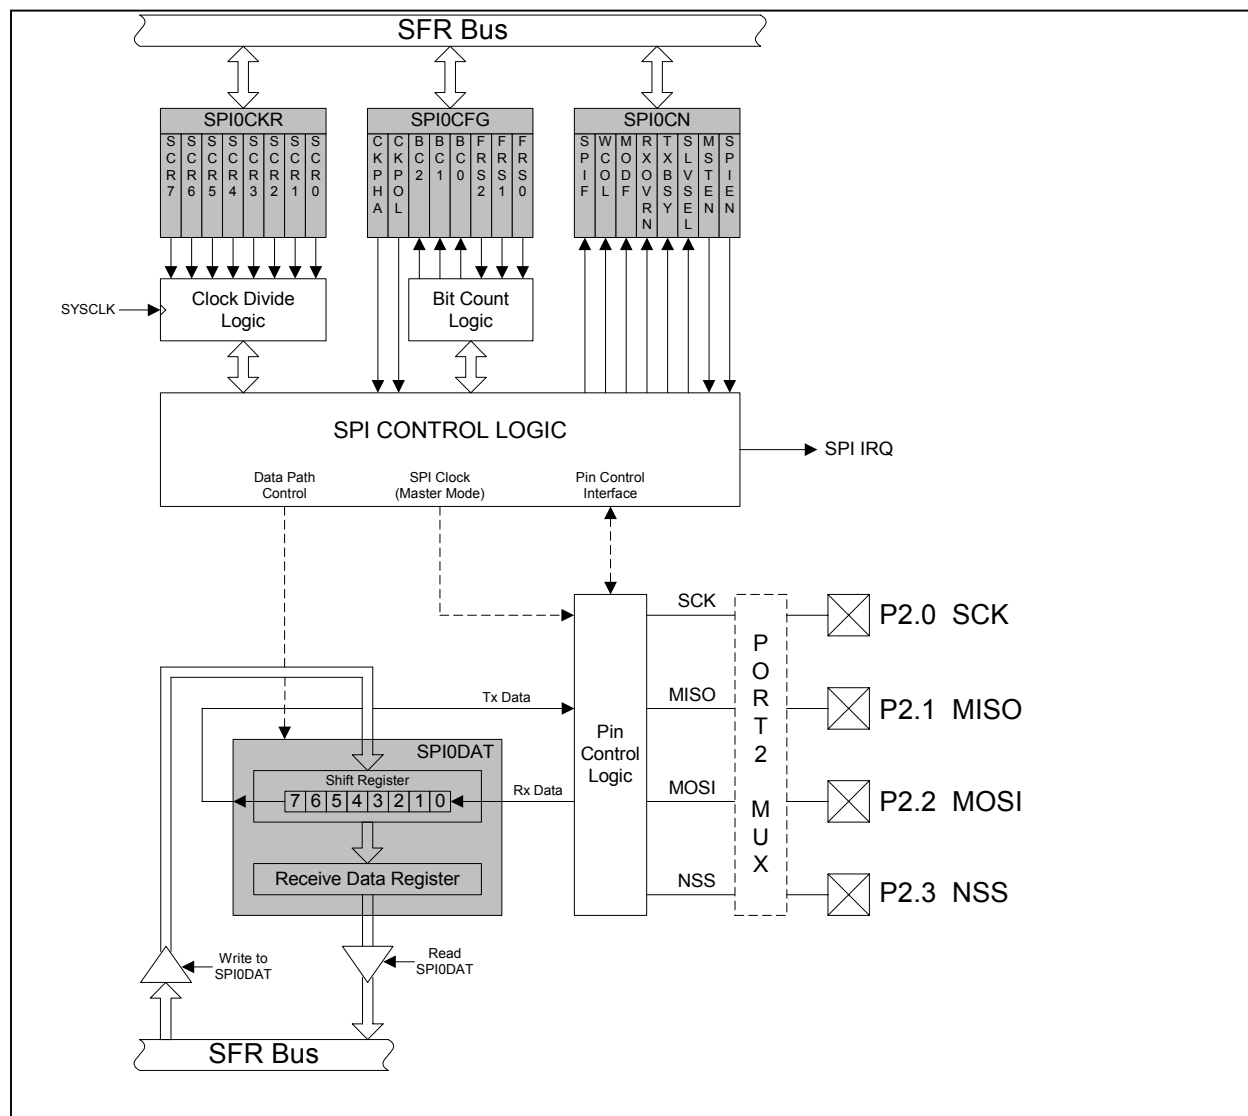 SFR Bus
SPI0CKR
SCR7 SCR6 SCR5 SCR4 SCR3 SCR2 SCR1 SCR0
SPI0CFG
CKPHA CKPOL BC2 BC1 BC0 FRS2 FRS1 FRS0
SPI0CN
SPIF WCOL MODF RXOVRN TXBSY SLVSEL MSTEN SPIEN
SYSCLK
Clock Divide
Logic
Bit Count
Logic
SPI CONTROL LOGIC
SPI IRQ
Data Path
Control
SPI Clock
(Master Mode)
Pin Control
Interface
SCK
MISO
MOSI
NSS
Pin
Control
Logic
PORT2 MUX
P2.0 SCK
P2.1 MISO
P2.2 MOSI
P2.3 NSS
Tx Data
SPI0DAT
Shift Register
7 6 5 4 3 2 1 0
Rx Data
Receive Data Register
Write to
SPI0DAT
Read
SPI0DAT
SFR Bus